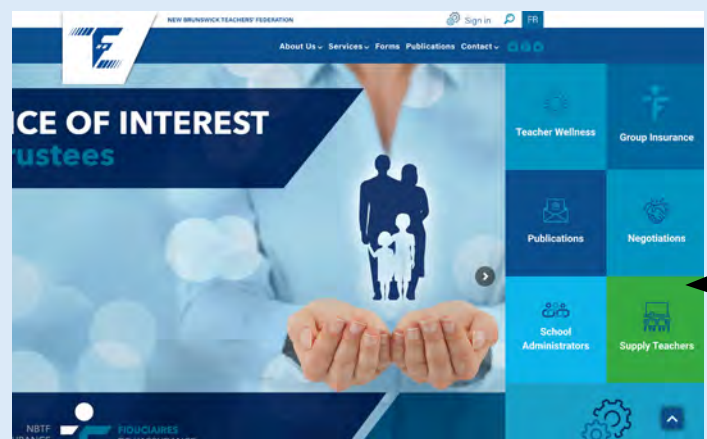 NEW BRUNSWICK TEACHERS' FEDERATION
Sign in FR
About Us Services Forms Publications Contact
CE OF INTEREST
rustees
Teacher Wellness
Group Insurance
Publications
Negotiations
School
Administrators
Supply Teachers
NBTF
FIDUCIAIRES